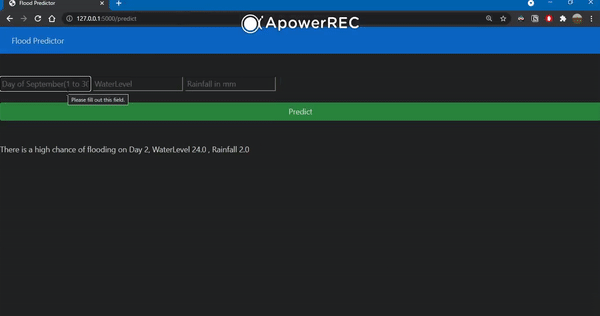 Flood Predictor
127.0.0.1:5000/predict
ApowerREC
Flood Predictor
Day of September(1 to 30 WaterLevel Rainfall in mm
Please fill out this field.
Predict
There is a high chance of flooding on Day 2, WaterLevel 24.0 , Rainfall 2.0